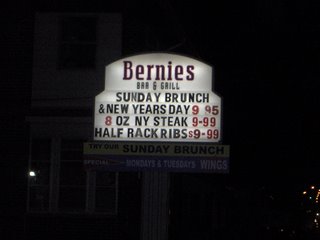 Bernies
BAR & GRILL
SUNDAY BRUNCH
& NEW YEARS DAY 9 95
8 OZ NY STEAK 9-99
HALF RACK RIBS $9-99
TRY OUR SUNDAY BRUNCH
SPECIAL MONDAYS & TUESDAYS WINGS